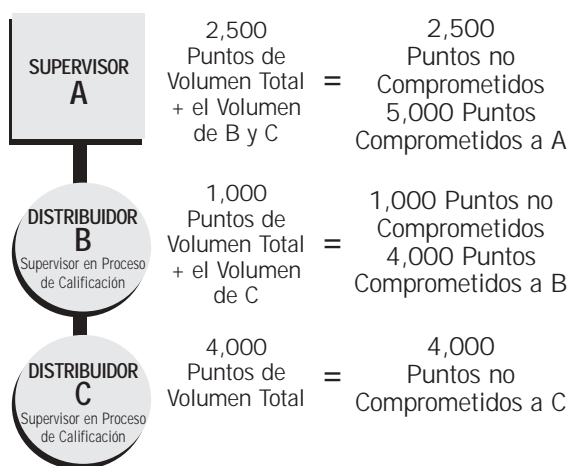 SUPERVISOR
A
2,500
Puntos de
Volumen Total
+ el Volumen
de B y C
=
2,500
Puntos no
Comprometidos
5,000 Puntos
Comprometidos a A
DISTRIBUIDOR
B
Supervisor en Proceso
de Calificación
1,000
Puntos de
Volumen Total
+ el Volumen
de C
=
1,000 Puntos no
Comprometidos
4,000 Puntos
Comprometidos a B
DISTRIBUIDOR
C
Supervisor en Proceso
de Calificación
4,000
Puntos de
Volumen Total
=
4,000
Puntos no
Comprometidos a C